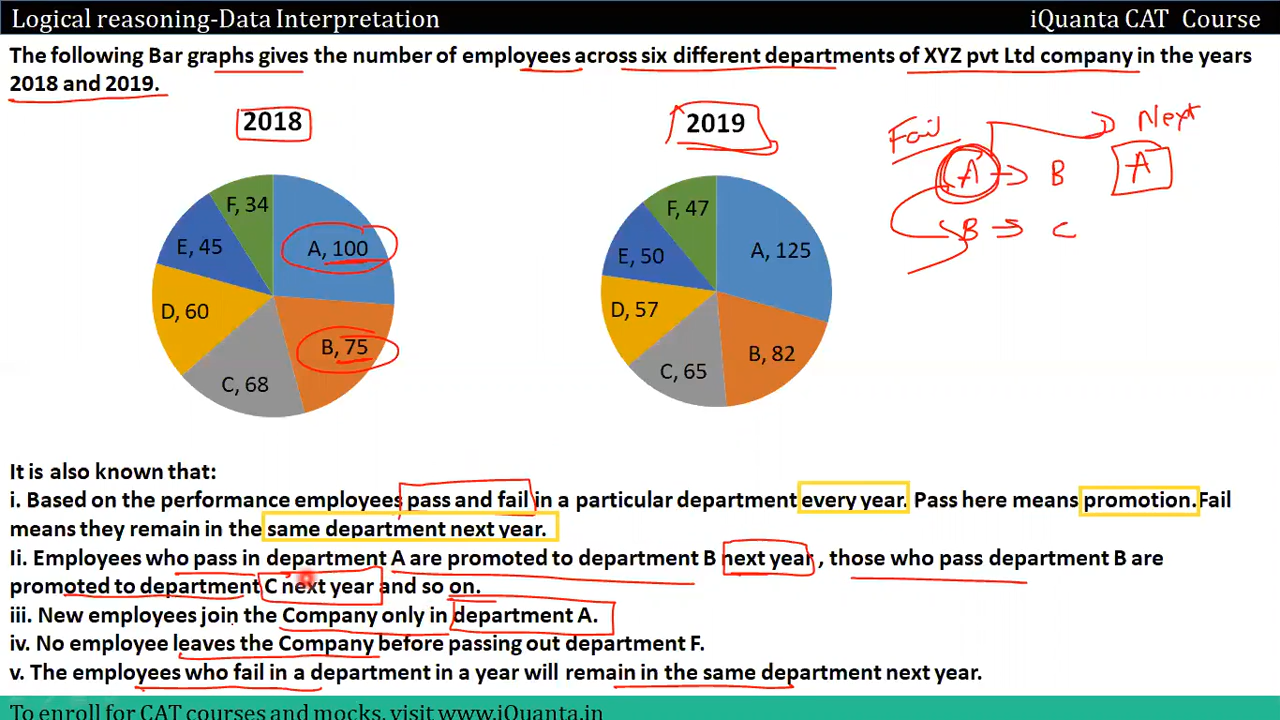 Logical reasoning-Data Interpretation
iQuanta CAT Course
The following Bar graphs gives the number of employees across six different departments of XYZ pvt Ltd company in the years
2018 and 2019.
2018
2019
Fail
Next
A → B
A
B → C
F, 34
E, 45
A, 100
D, 60
B, 75
C, 68
F, 47
E, 50
A, 125
D, 57
B, 82
C, 65
It is also known that:
i. Based on the performance employees pass and fail in a particular department every year. Pass here means promotion.Fail
means they remain in the same department next year.
Ii. Employees who pass in department A are promoted to department B next year , those who pass department B are
promoted to department C next year and so on.
iii. New employees join the Company only in department A.
iv. No employee leaves the Company before passing out department F.
v. The employees who fail in a department in a year will remain in the same department next year.
To enroll for CAT courses and mocks, visit www.iQuanta.in